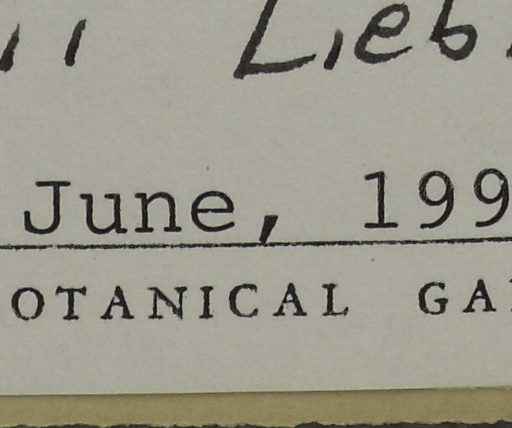 Lieb
June, 199
OTANICAL GA